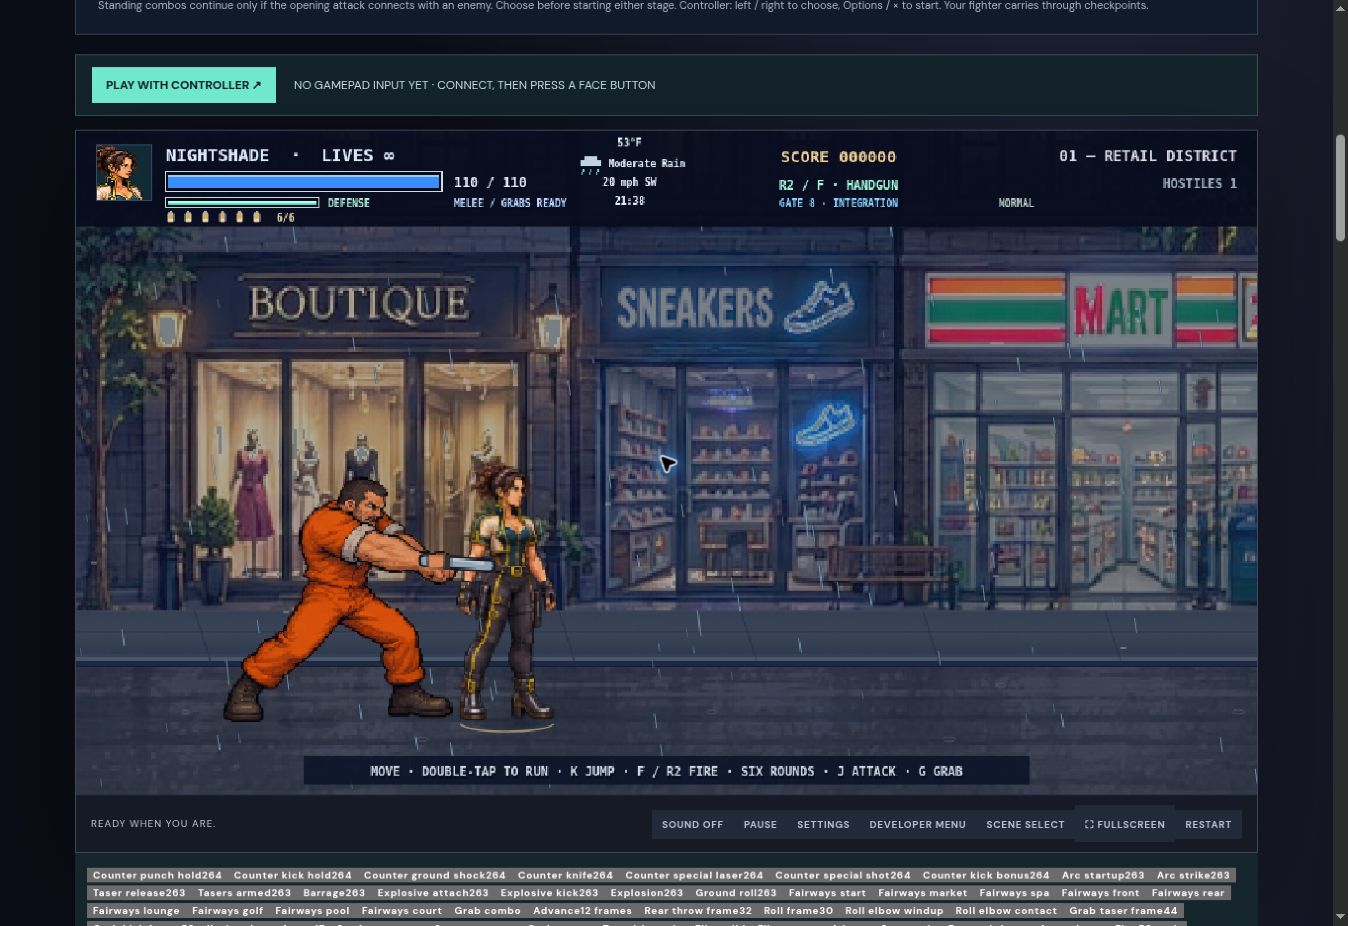 Standing combos continue only if the opening attack connects with an enemy. Choose before starting either stage. Controller: left / right to choose, Options / × to start. Your fighter carries through checkpoints.
PLAY WITH CONTROLLER ↗ NO GAMEPAD INPUT YET · CONNECT, THEN PRESS A FACE BUTTON
NIGHTSHADE · LIVES ∞
110 / 110
DEFENSE MELEE / GRABS READY
6/6
53°F
Moderate Rain
20 mph SW
21:38
SCORE 000000
R2 / F · HANDGUN
GATE 8 · INTEGRATION
NORMAL
01 — RETAIL DISTRICT
HOSTILES 1
BOUTIQUE
SNEAKERS
MART
MOVE · DOUBLE-TAP TO RUN · K JUMP · F / R2 FIRE · SIX ROUNDS · J ATTACK · G GRAB
READY WHEN YOU ARE. SOUND OFF PAUSE SETTINGS DEVELOPER MENU SCENE SELECT ⛶ FULLSCREEN RESTART
Counter punch hold264 Counter kick hold264 Counter ground shock264 Counter knife264 Counter special laser264 Counter special shot264 Counter kick bonus264 Arc startup263 Arc strike263
Taser release263 Tasers armed263 Barrage263 Explosive attach263 Explosive kick263 Explosion263 Ground roll263 Fairways start Fairways market Fairways spa Fairways front Fairways rear
Fairways lounge Fairways golf Fairways pool Fairways court Grab combo Advance12 frames Rear throw frame32 Roll frame30 Roll elbow windup Roll elbow contact Grab taser frame44